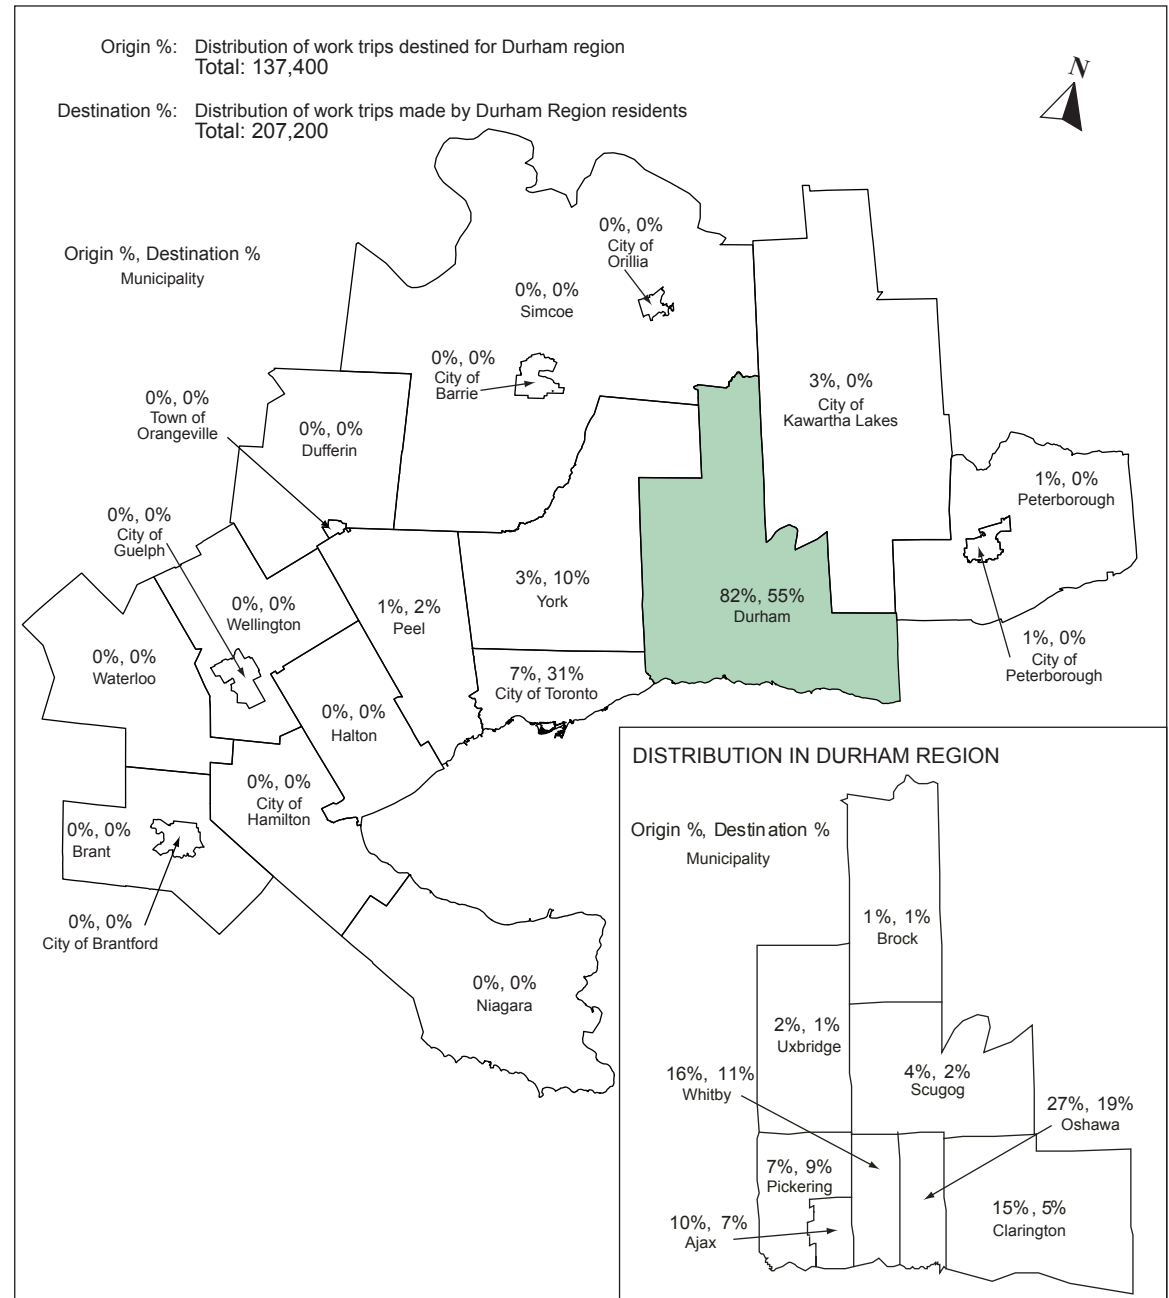 Origin %: Distribution of work trips destined for Durham region
Total: 137,400
Destination %: Distribution of work trips made by Durham Region residents
Total: 207,200
N
Origin %, Destination %
Municipality
0%, 0%
City of
Orillia
0%, 0%
Simcoe
0%, 0%
City of
Barrie
3%, 0%
City of
Kawartha Lakes
0%, 0%
Town of
Orangeville
0%, 0%
Dufferin
1%, 0%
Peterborough
0%, 0%
City of
Guelph
3%, 10%
York
82%, 55%
Durham
0%, 0%
Wellington
1%, 2%
Peel
1%, 0%
City of
Peterborough
0%, 0%
Waterloo
7%, 31%
City of Toronto
0%, 0%
Halton
0%, 0%
City of
Hamilton
0%, 0%
Brant
0%, 0%
City of Brantford
0%, 0%
Niagara
DISTRIBUTION IN DURHAM REGION
Origin %, Destination %
Municipality
1%, 1%
Brock
2%, 1%
Uxbridge
4%, 2%
Scugog
16%, 11%
Whitby
27%, 19%
Oshawa
7%, 9%
Pickering
10%, 7%
Ajax
15%, 5%
Clarington